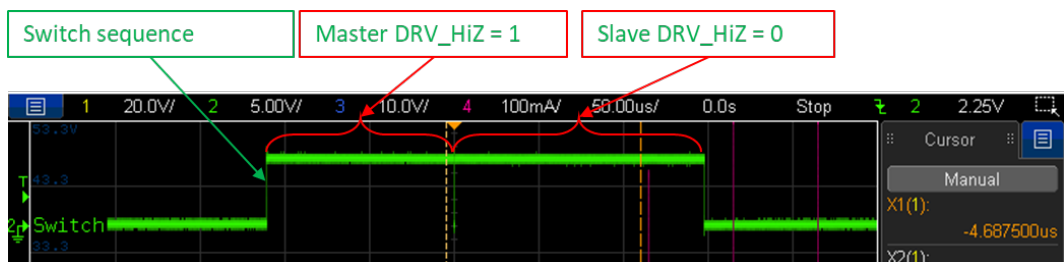 Switch sequence
Master DRV_HiZ = 1
Slave DRV_HiZ = 0
1 20.0V/ 2 5.00V/ 3 10.0V/ 4 100mA/ 50.00us/ 0.0s Stop 2 2.25V
53.3V
Cursor
T
43.3
Manual
X1(1):
2 Switch
-4.687500us
33.3
X2(1):